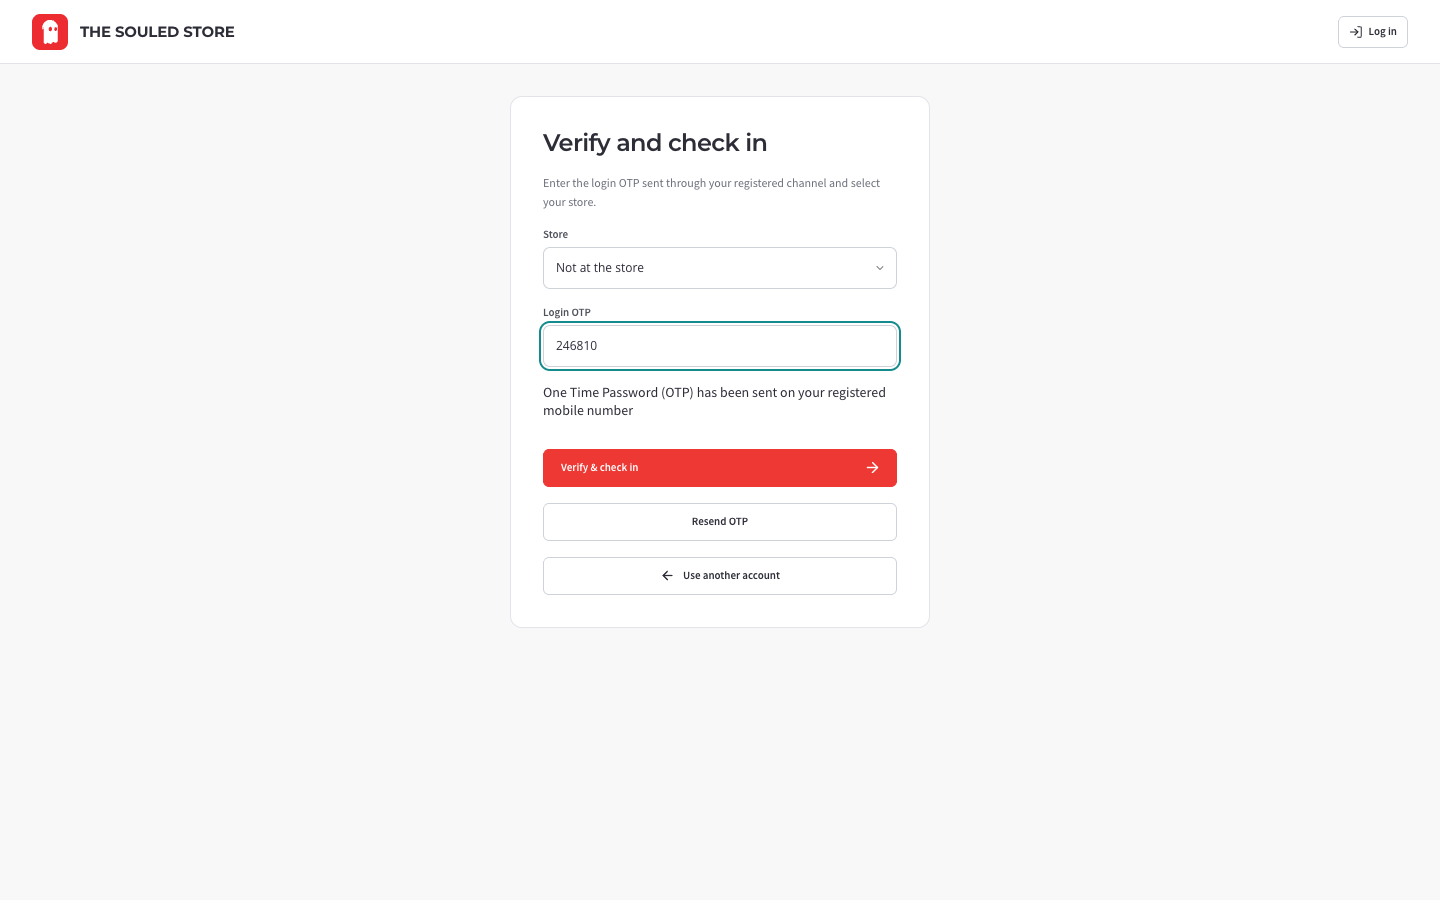 THE SOULED STORE
Log in
Verify and check in
Enter the login OTP sent through your registered channel and select
your store.
Store
Not at the store
Login OTP
246810
One Time Password (OTP) has been sent on your registered
mobile number
Verify & check in
Resend OTP
Use another account